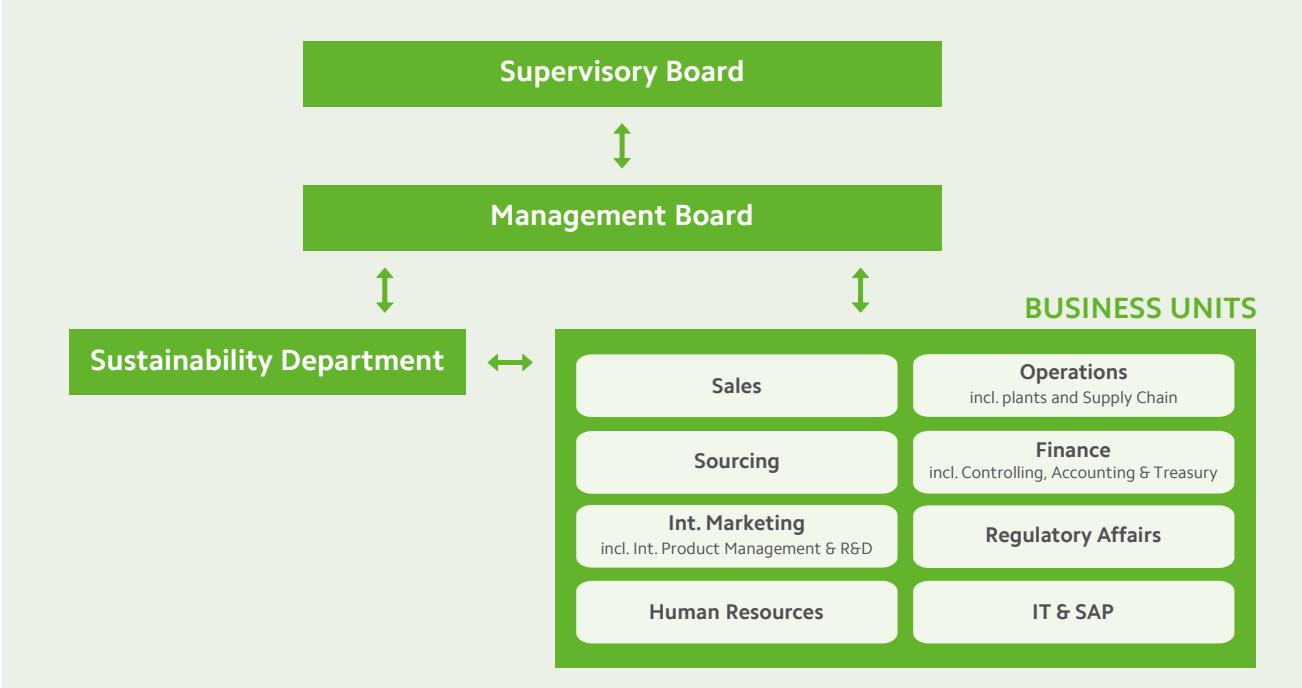 Supervisory Board
Management Board
Sustainability Department
BUSINESS UNITS
Sales
Operations
incl. plants and Supply Chain
Sourcing
Finance
incl. Controlling, Accounting & Treasury
Int. Marketing
incl. Int. Product Management & R&D
Regulatory Affairs
Human Resources
IT & SAP